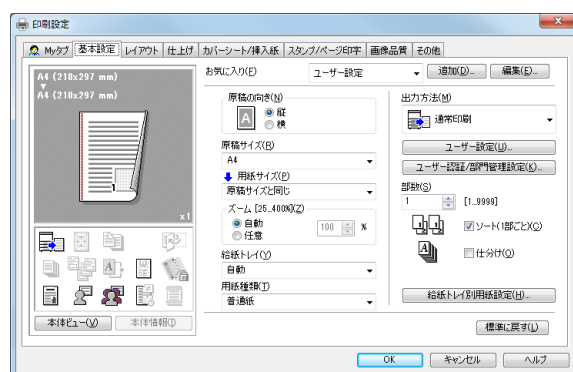 印刷設定
Myタブ 基本設定 レイアウト 仕上げ カバーシート/挿入紙 スタンプ/ページ印字 画像品質 その他
A4 (210x297 mm)
A4 (210x297 mm)
1
x1
本体ビュー(V) 本体情報(I)
お気に入り(F) ユーザー設定 追加(D)... 編集(E)...
原稿の向き(N)
A
縦
横
原稿サイズ(R)
A4
用紙サイズ(P)
原稿サイズと同じ
ズーム [25..400%](Z)
自動
任意
100 %
給紙トレイ(Y)
自動
用紙種類(T)
普通紙
出力方法(M)
通常印刷
ユーザー設定(U)...
ユーザー認証/部門管理設定(K)...
部数(S)
1 [1..9999]
ソート(1部ごと)(C)
仕分け(O)
給紙トレイ別用紙設定(H)...
標準に戻す(L)
OK キャンセル ヘルプ